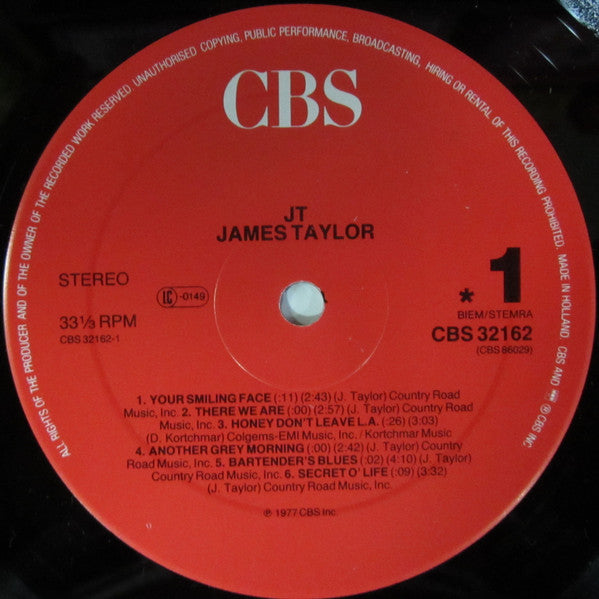 ALL RIGHTS OF THE PRODUCER AND OF THE OWNER OF THE RECORDED WORK RESERVED UNAUTHORISED COPYING, PUBLIC PERFORMANCE, BROADCASTING, HIRING OR RENTAL OF THIS RECORDING PROHIBITED. MADE IN HOLLAND. CBS AND ℗ CBS INC
CBS
JT
JAMES TAYLOR
STEREO
LC -0149
33⅓ RPM
CBS 32162-1
* 1
BIEM/STEMRA
CBS 32162
(CBS 86029)
1. YOUR SMILING FACE (:11) (2:43) (J. Taylor) Country Road
Music, Inc. 2. THERE WE ARE (:00) (2:57) (J. Taylor) Country Road
Music, Inc. 3. HONEY DON'T LEAVE L.A. (:26) (3:03)
(D. Kortchmar) Colgems-EMI Music, Inc. / Kortchmar Music
4. ANOTHER GREY MORNING (:00) (2:42) (J. Taylor) Country
Road Music, Inc. 5. BARTENDER'S BLUES (:02) (4:10) (J. Taylor)
Country Road Music, Inc. 6. SECRET O' LIFE (:09) (3:32)
(J. Taylor) Country Road Music, Inc.
℗ 1977 CBS Inc.